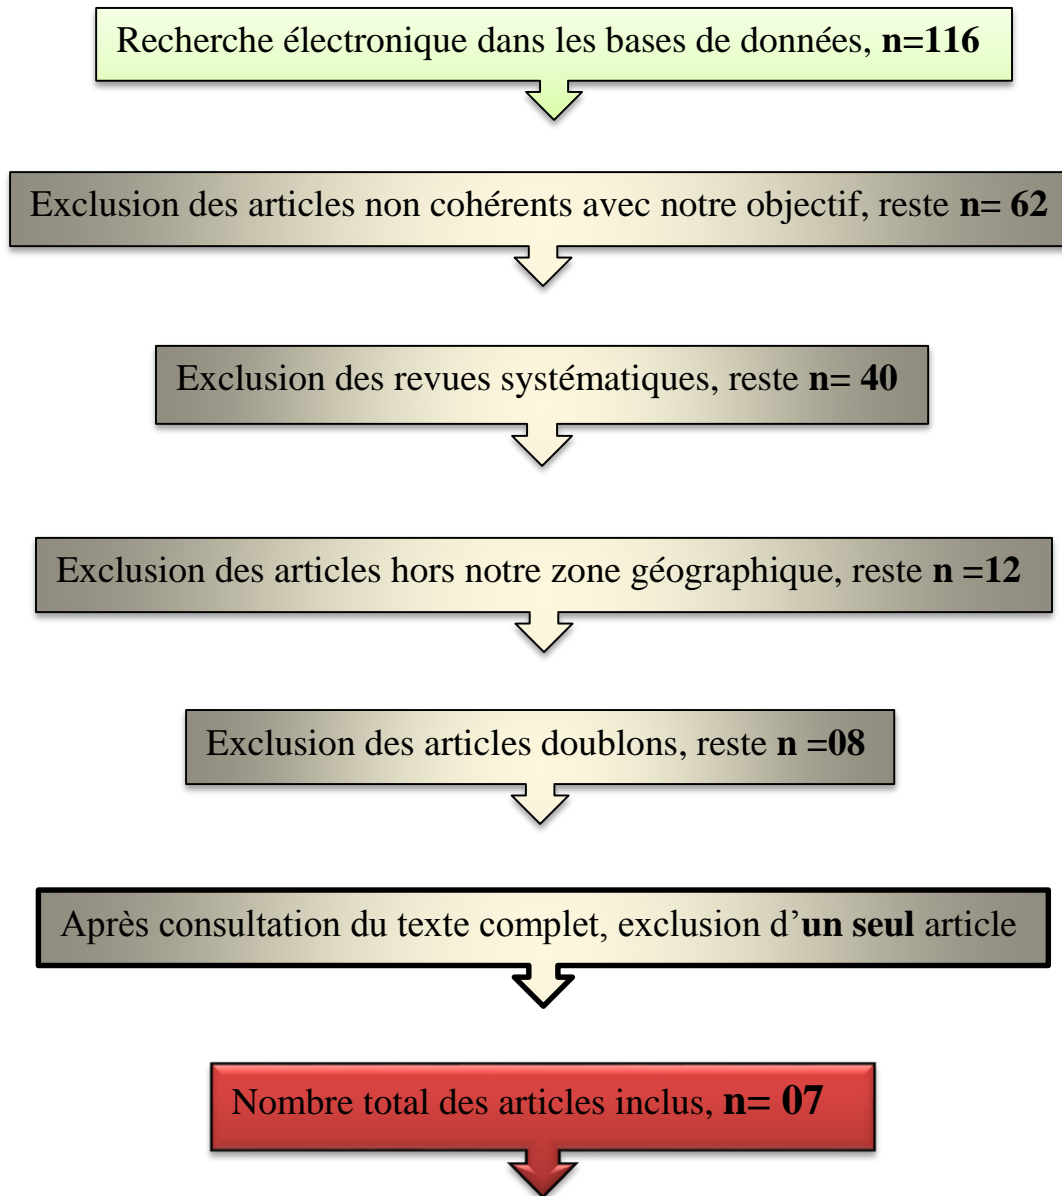 Recherche électronique dans les bases de données, n=116
Exclusion des articles non cohérents avec notre objectif, reste n= 62
Exclusion des revues systématiques, reste n= 40
Exclusion des articles hors notre zone géographique, reste n =12
Exclusion des articles doublons, reste n =08
Après consultation du texte complet, exclusion d’un seul article
Nombre total des articles inclus, n= 07